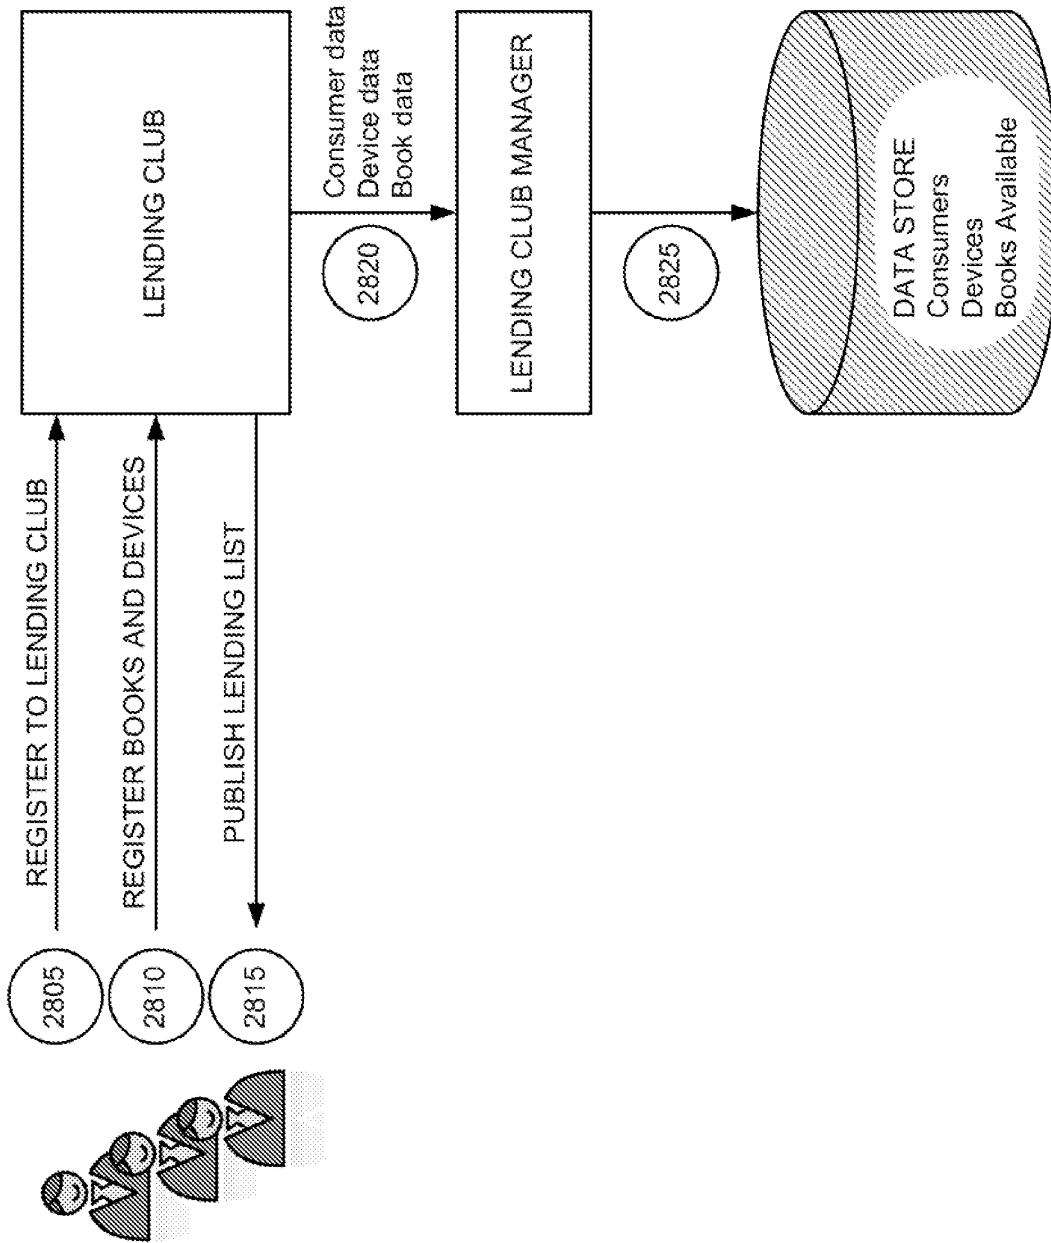 2805
REGISTER TO LENDING CLUB
2810
REGISTER BOOKS AND DEVICES
2815
PUBLISH LENDING LIST
LENDING CLUB
2820
Consumer data
Device data
Book data
LENDING CLUB MANAGER
2825
DATA STORE
Consumers
Devices
Books Available